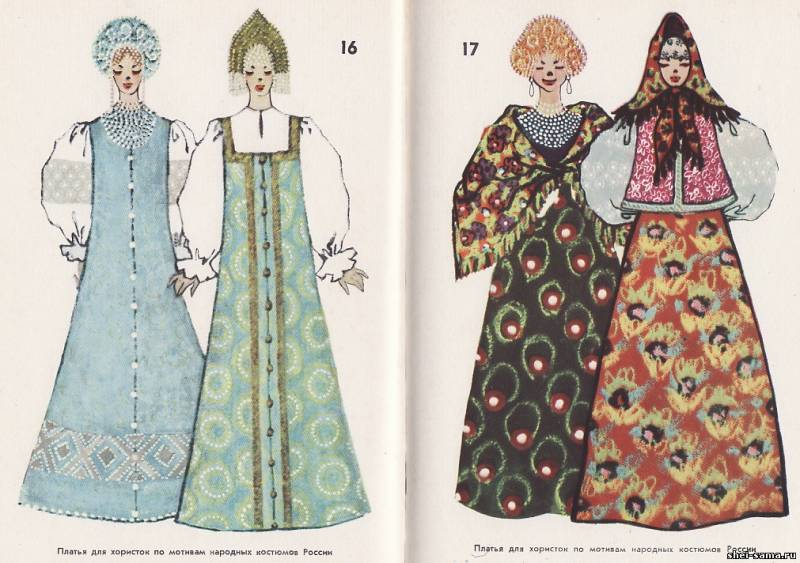 16
17
Платья для хористок по мотивам народных костюмов России
Платья для хористок по мотивам народных костюмов России
shei-sama.ru